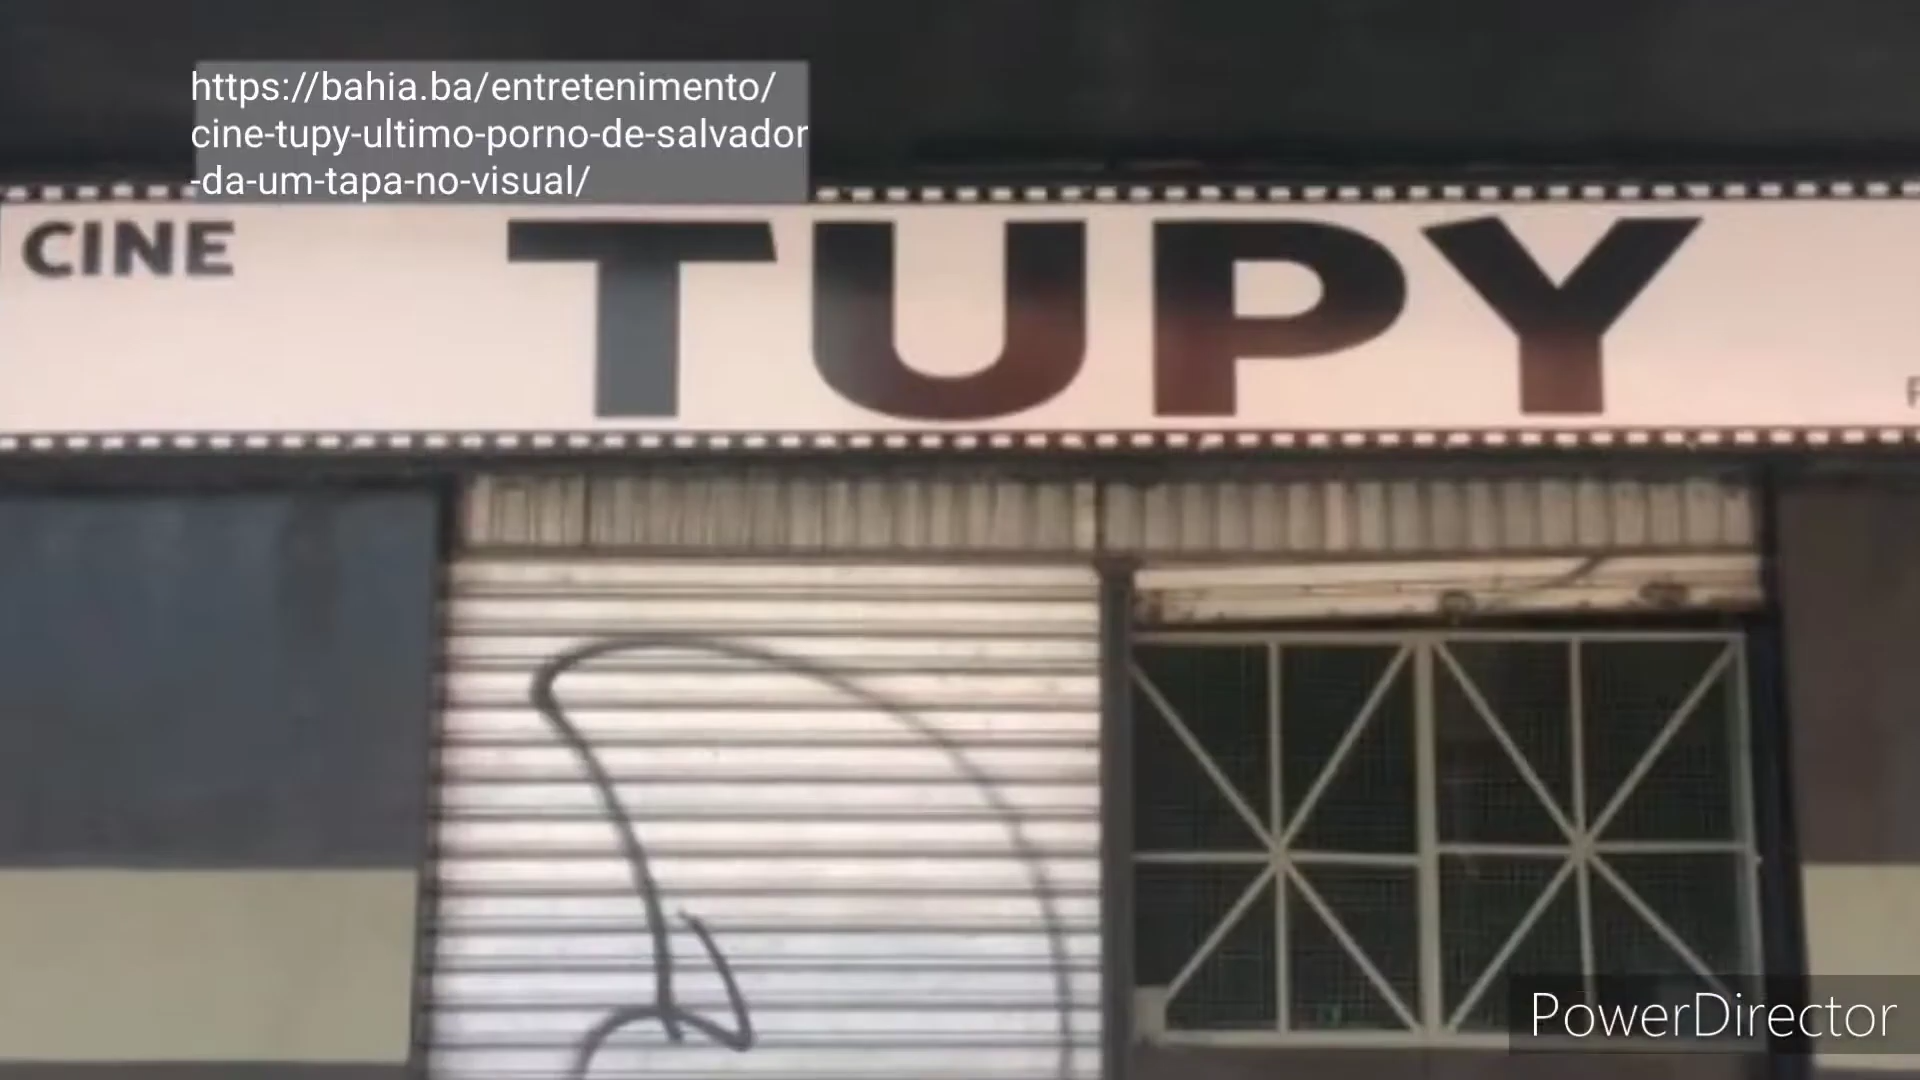 https://bahia.ba/entretenimento/
cine-tupy-ultimo-porno-de-salvador
-da-um-tapa-no-visual/
CINE
TUPY
PowerDirector